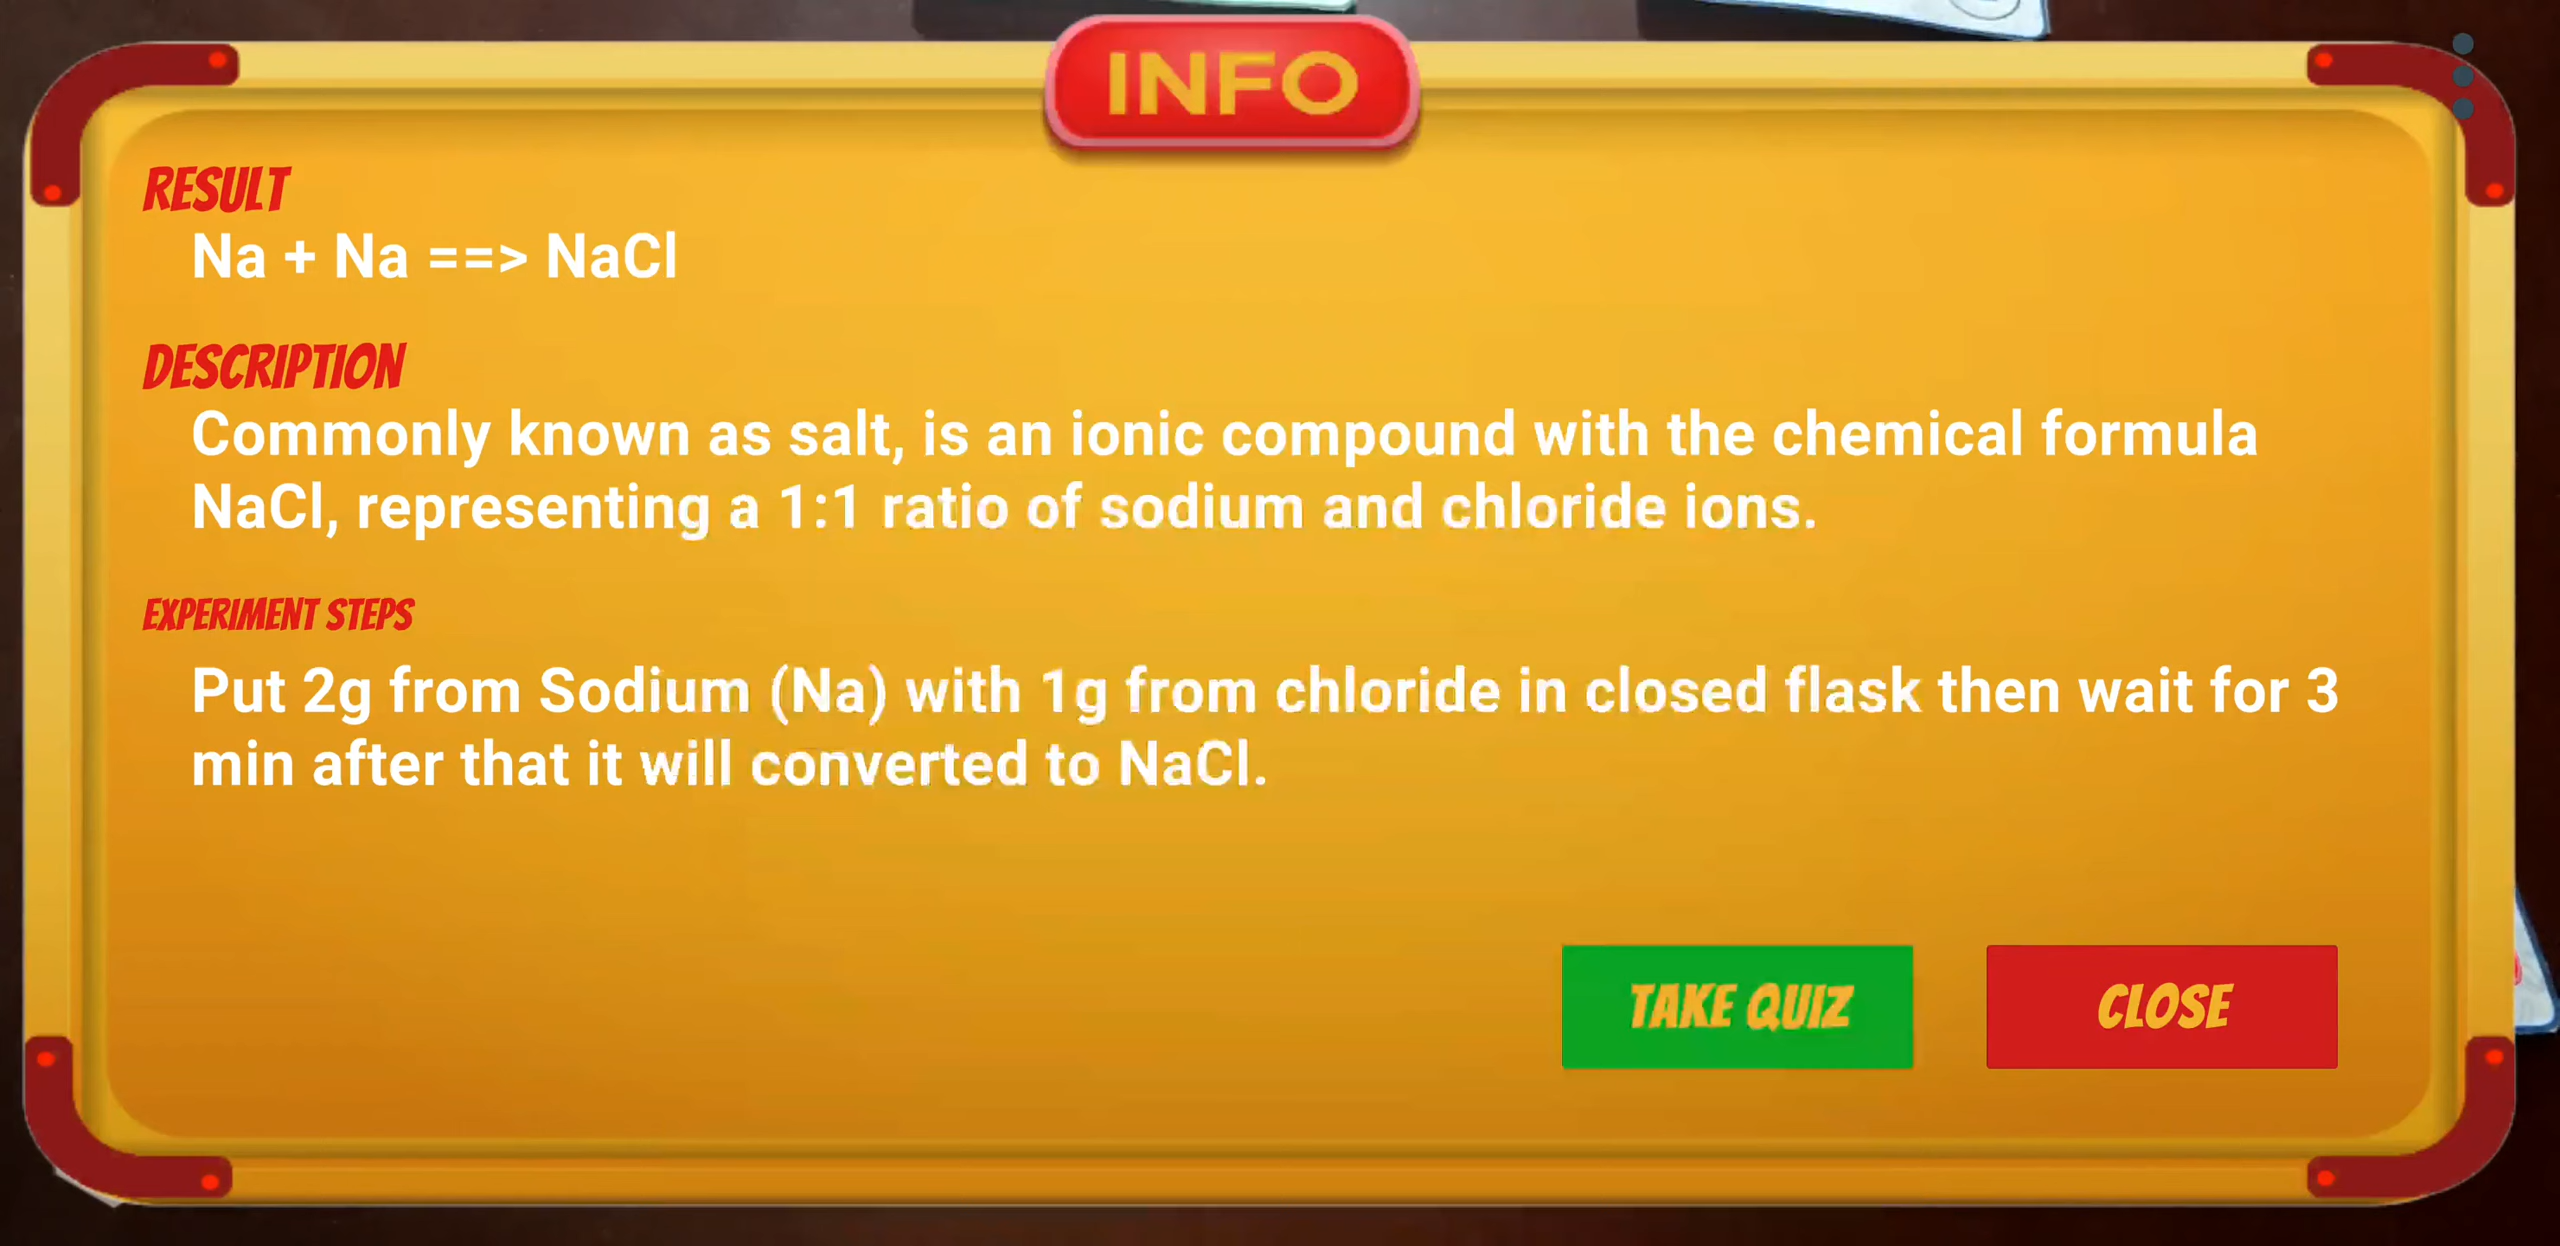 INFO
RESULT
Na + Na ==> NaCl
DESCRIPTION
Commonly known as salt, is an ionic compound with the chemical formula
NaCl, representing a 1:1 ratio of sodium and chloride ions.
EXPERIMENT STEPS
Put 2g from Sodium (Na) with 1g from chloride in closed flask then wait for 3
min after that it will converted to NaCl.
TAKE QUIZ
CLOSE